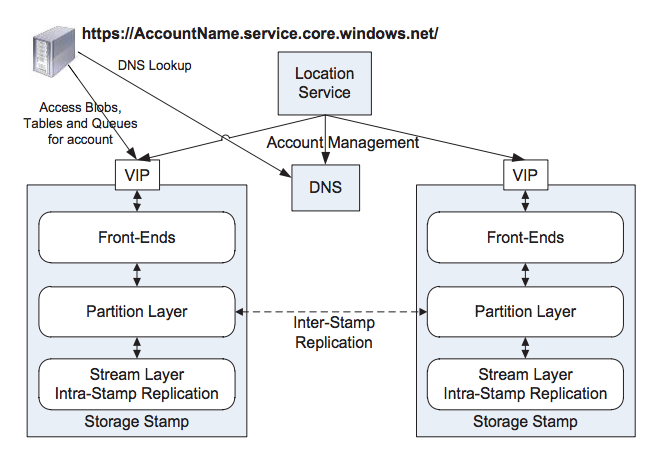 https://AccountName.service.core.windows.net/
DNS Lookup
Location
Service
Access Blobs,
Tables and Queues
for account
Account Management
VIP
DNS
VIP
Front-Ends
Front-Ends
Partition Layer
Inter-Stamp
Replication
Partition Layer
Stream Layer
Intra-Stamp Replication
Stream Layer
Intra-Stamp Replication
Storage Stamp
Storage Stamp